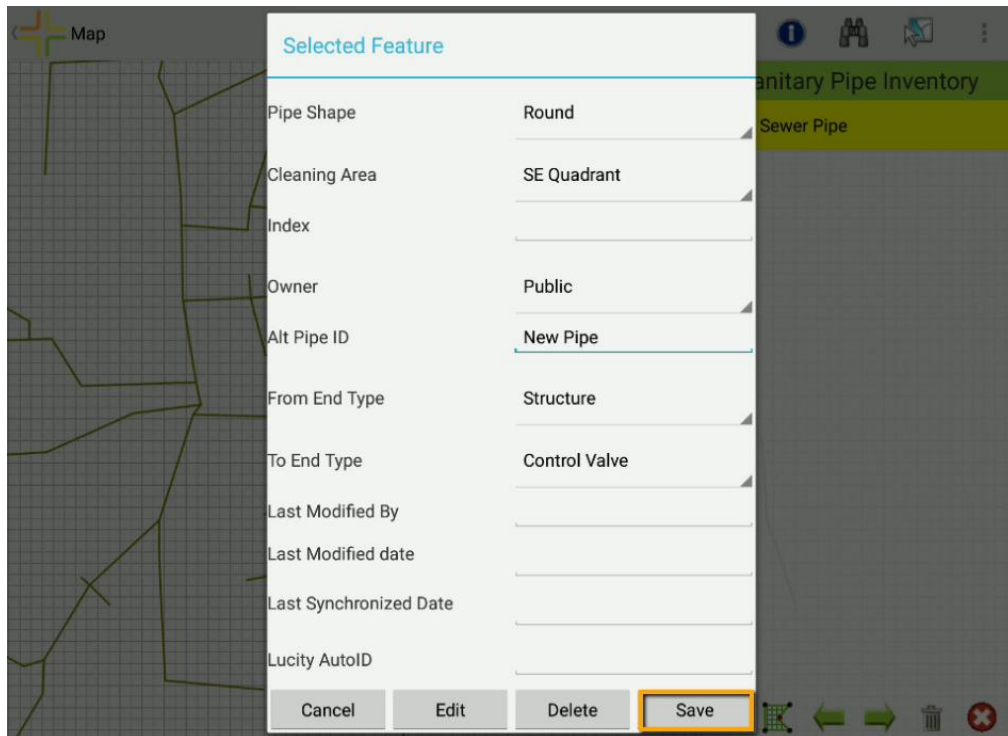 Map
Selected Feature
anitary Pipe Inventory
Sewer Pipe
Pipe Shape Round
Cleaning Area SE Quadrant
Index
Owner Public
Alt Pipe ID New Pipe
From End Type Structure
To End Type Control Valve
Last Modified By
Last Modified date
Last Synchronized Date
Lucity AutoID
Cancel Edit Delete Save